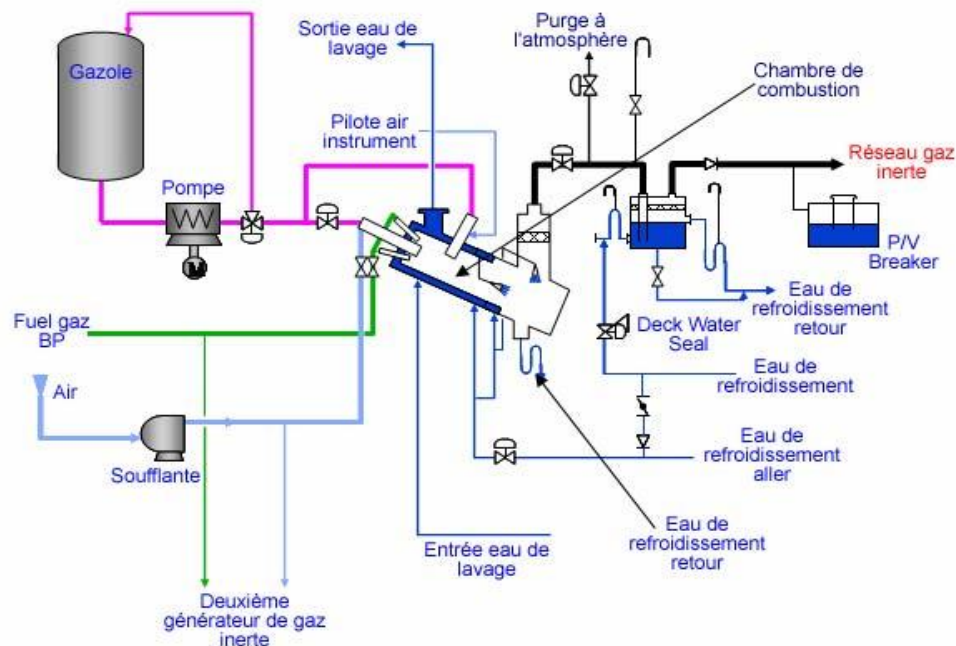 Gazole
Sortie eau de
lavage
Purge à
l'atmosphère
Chambre de
combustion
Pilote air
instrument
Pompe
M
Réseau gaz
inerte
P/V
Breaker
Eau de
refroidissement
retour
Deck Water
Seal
Fuel gaz
BP
Eau de
refroidissement
Air
Soufflante
Eau de
refroidissement
aller
Entrée eau de
lavage
Eau de
refroidissement
retour
Deuxième
générateur de gaz
inerte